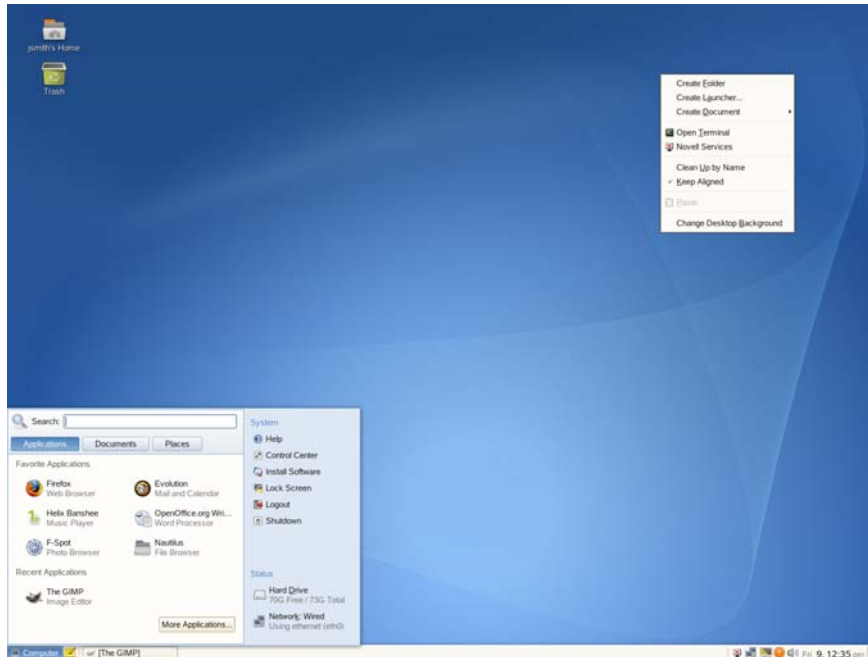 jsmith's Home
Trash
Create Folder
Create Launcher...
Create Document
Open Terminal
Novell Services
Clean Up by Name
Keep Aligned
Paste
Change Desktop Background
Search:
Applications
Documents
Places
Favorite Applications
Firefox
Web Browser
Evolution
Mail and Calendar
Helix Banshee
Music Player
OpenOffice.org Wri...
Word Processor
F-Spot
Photo Browser
Nautilus
File Browser
Recent Applications
The GIMP
Image Editor
More Applications...
System
Help
Control Center
Install Software
Lock Screen
Logout
Shutdown
Status
Hard Drive
70G Free / 73G Total
Network: Wired
Using ethernet (eth0)
Computer
[The GIMP]
Fri 9, 12:35 pm